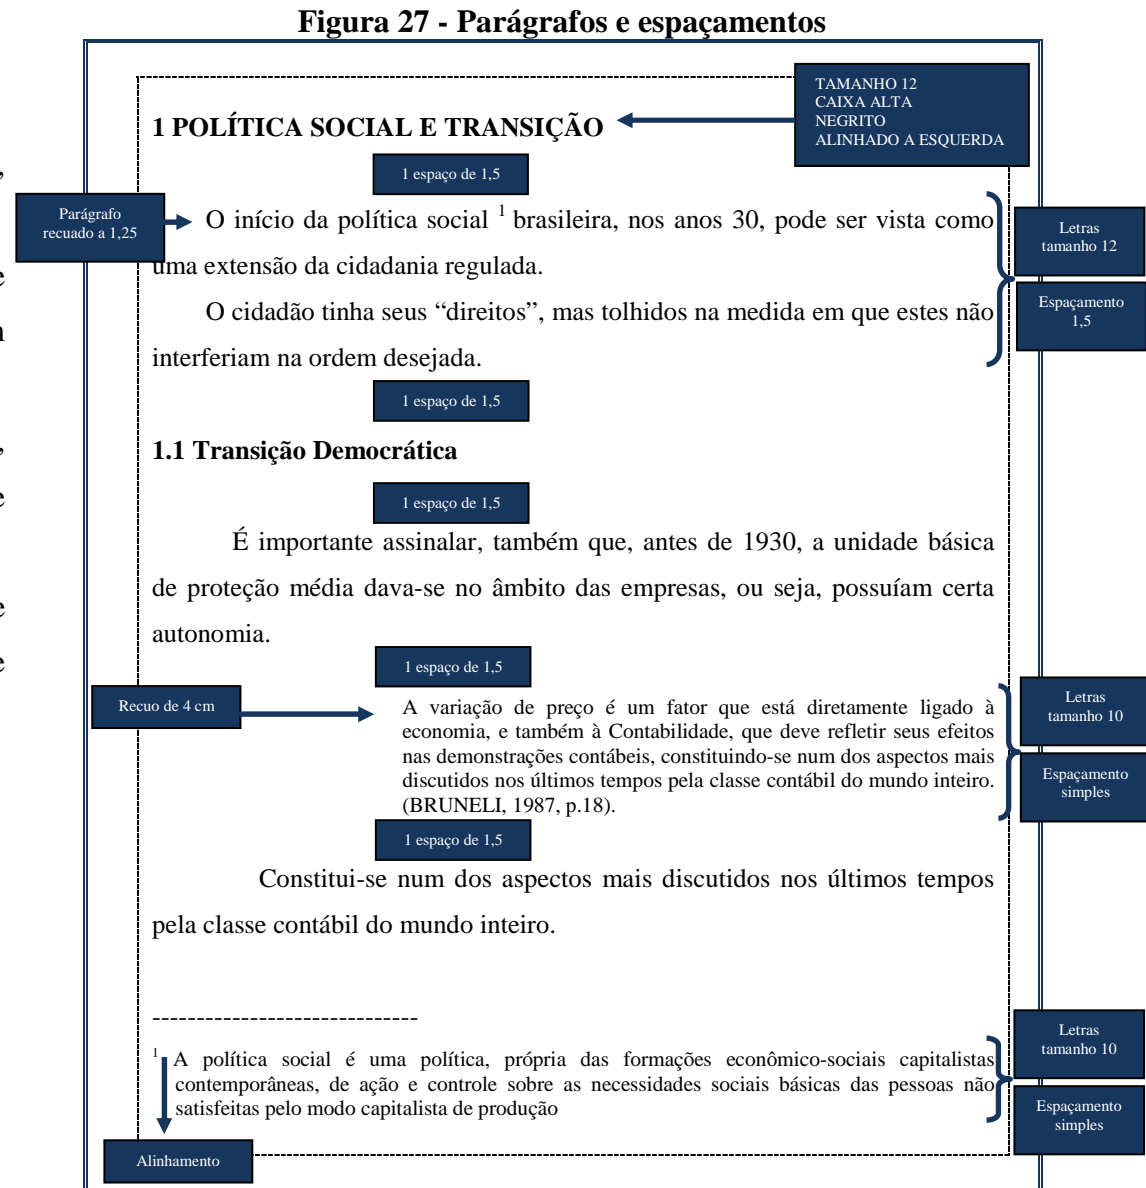 Figura 27 - Parágrafos e espaçamentos
TAMANHO 12
CAIXA ALTA
NEGRITO
ALINHADO A ESQUERDA
1 POLÍTICA SOCIAL E TRANSIÇÃO
1 espaço de 1,5
,
Parágrafo
recuado a 1,25
O início da política social ¹ brasileira, nos anos 30, pode ser vista como
uma extensão da cidadania regulada.
Letras
tamanho 12
e
O cidadão tinha seus “direitos”, mas tolhidos na medida em que estes não
interferiam na ordem desejada.
Espaçamento
1,5
1 espaço de 1,5
,
1.1 Transição Democrática
e
1 espaço de 1,5
É importante assinalar, também que, antes de 1930, a unidade básica
de proteção média dava-se no âmbito das empresas, ou seja, possuíam certa
autonomia.
e
e
1 espaço de 1,5
Recuo de 4 cm
A variação de preço é um fator que está diretamente ligado à
economia, e também à Contabilidade, que deve refletir seus efeitos
nas demonstrações contábeis, constituindo-se num dos aspectos mais
discutidos nos últimos tempos pela classe contábil do mundo inteiro.
(BRUNELI, 1987, p.18).
Letras
tamanho 10
Espaçamento
simples
1 espaço de 1,5
Constitui-se num dos aspectos mais discutidos nos últimos tempos
pela classe contábil do mundo inteiro.
------------------------------
¹ A política social é uma política, própria das formações econômico-sociais capitalistas
contemporâneas, de ação e controle sobre as necessidades sociais básicas das pessoas não
satisfeitas pelo modo capitalista de produção
Letras
tamanho 10
Espaçamento
simples
Alinhamento